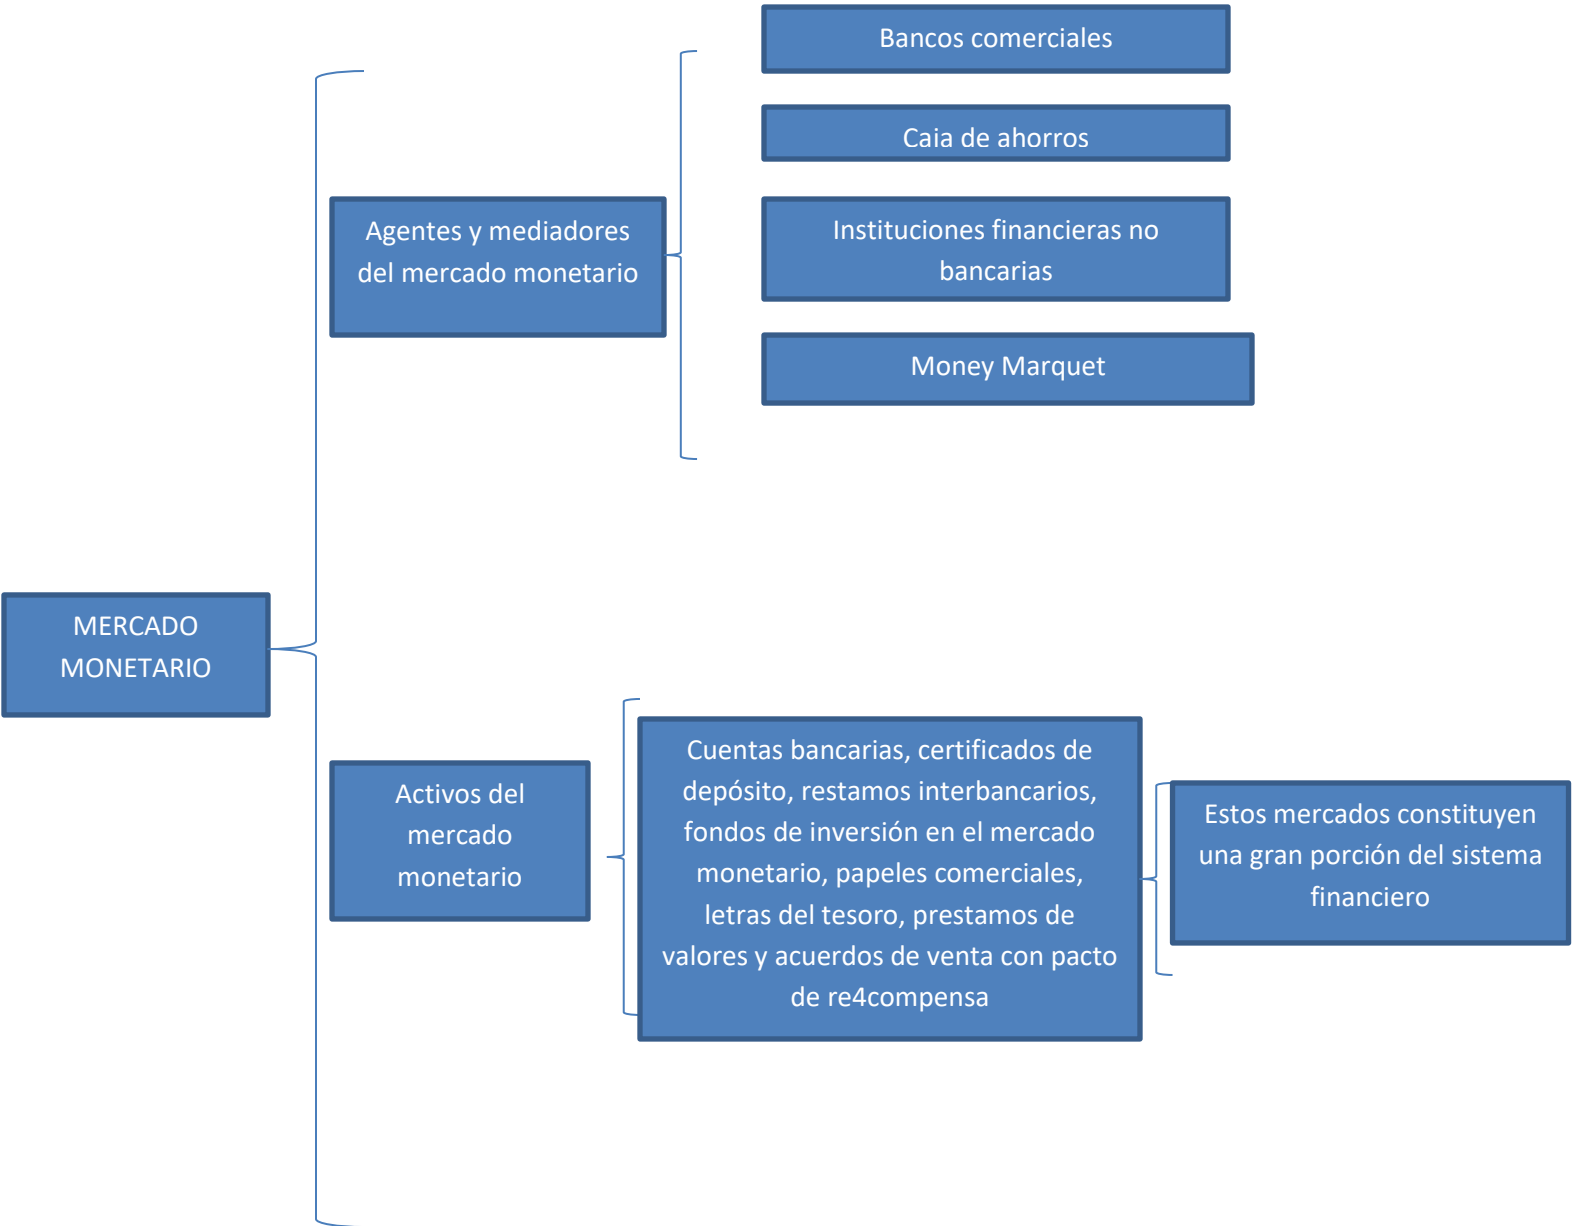 Bancos comerciales
Caja de ahorros
Agentes y mediadores
del mercado monetario
Instituciones financieras no
bancarias
Money Marquet
MERCADO
MONETARIO
Activos del
mercado
monetario
Cuentas bancarias, certificados de
depósito, restamos interbancarios,
fondos de inversión en el mercado
monetario, papeles comerciales,
letras del tesoro, prestamos de
valores y acuerdos de venta con pacto
de re4compensa
Estos mercados constituyen
una gran porción del sistema
financiero